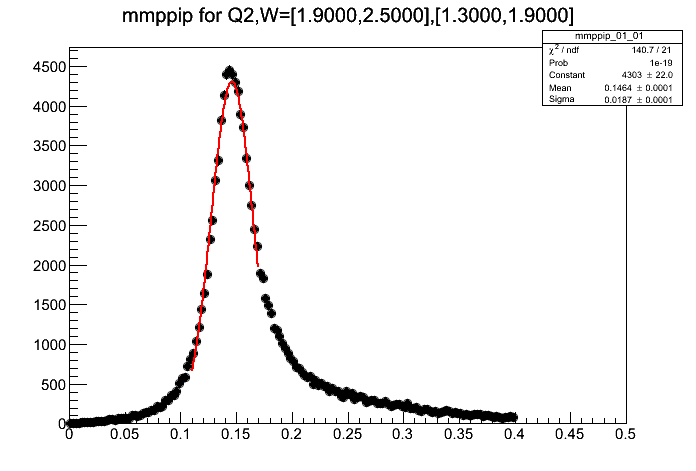 mmppip for Q2,W=[1.9000,2.5000],[1.3000,1.9000]
mmppip_01_01
χ² / ndf 140.7 / 21
Prob 1e-19
Constant 4303 ± 22.0
Mean 0.1464 ± 0.0001
Sigma 0.0187 ± 0.0001
4500
4000
3500
3000
2500
2000
1500
1000
500
0
0 0.05 0.1 0.15 0.2 0.25 0.3 0.35 0.4 0.45 0.5